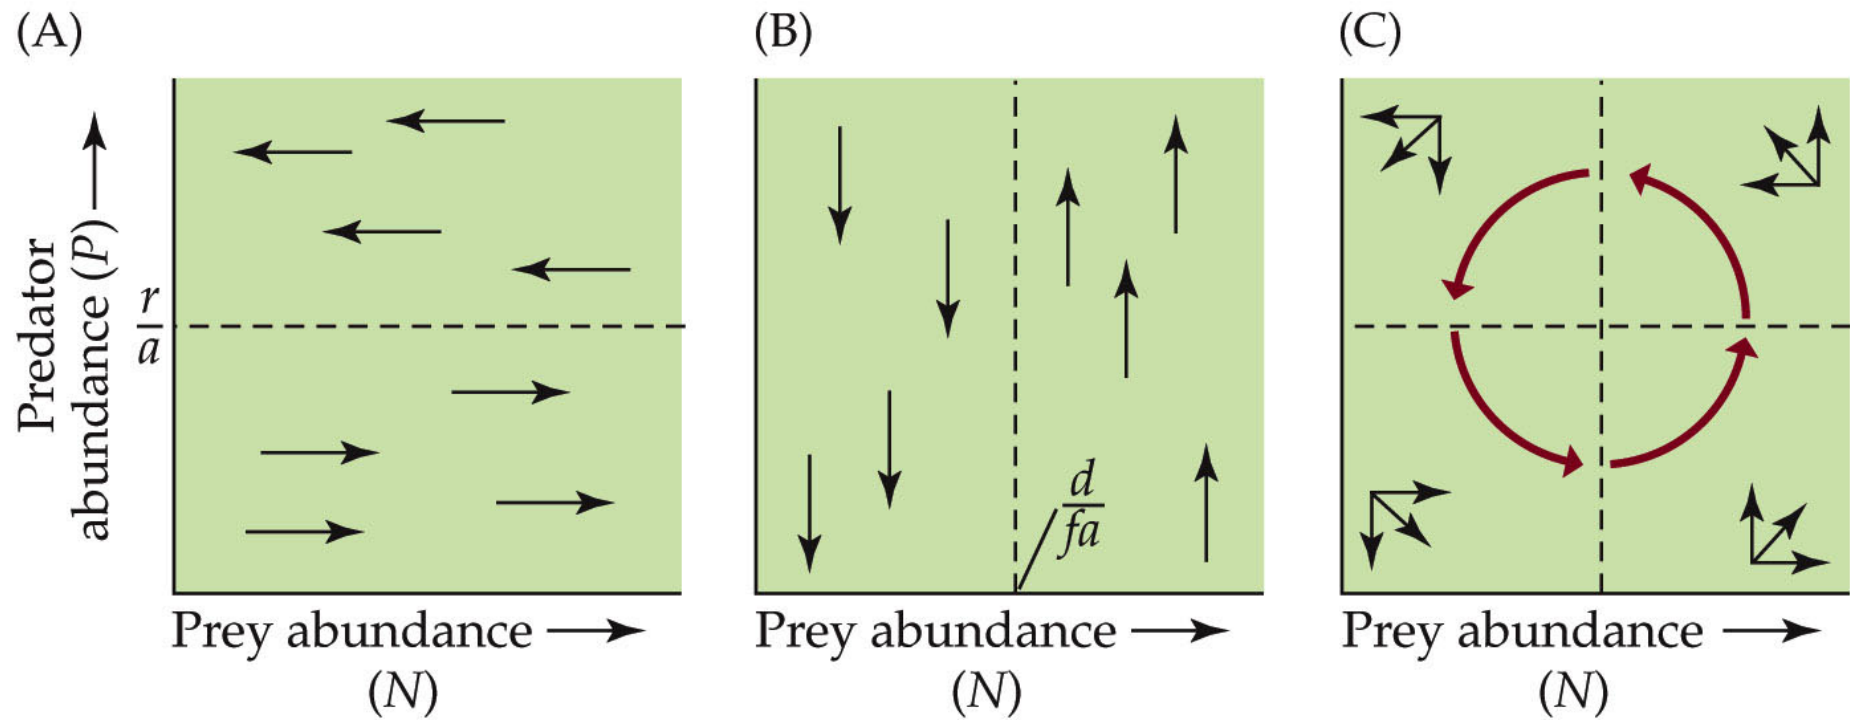 (A)
Predator
abundance (P)
r
a
Prey abundance
(N)
(B)
d
fa
Prey abundance
(N)
(C)
Prey abundance
(N)